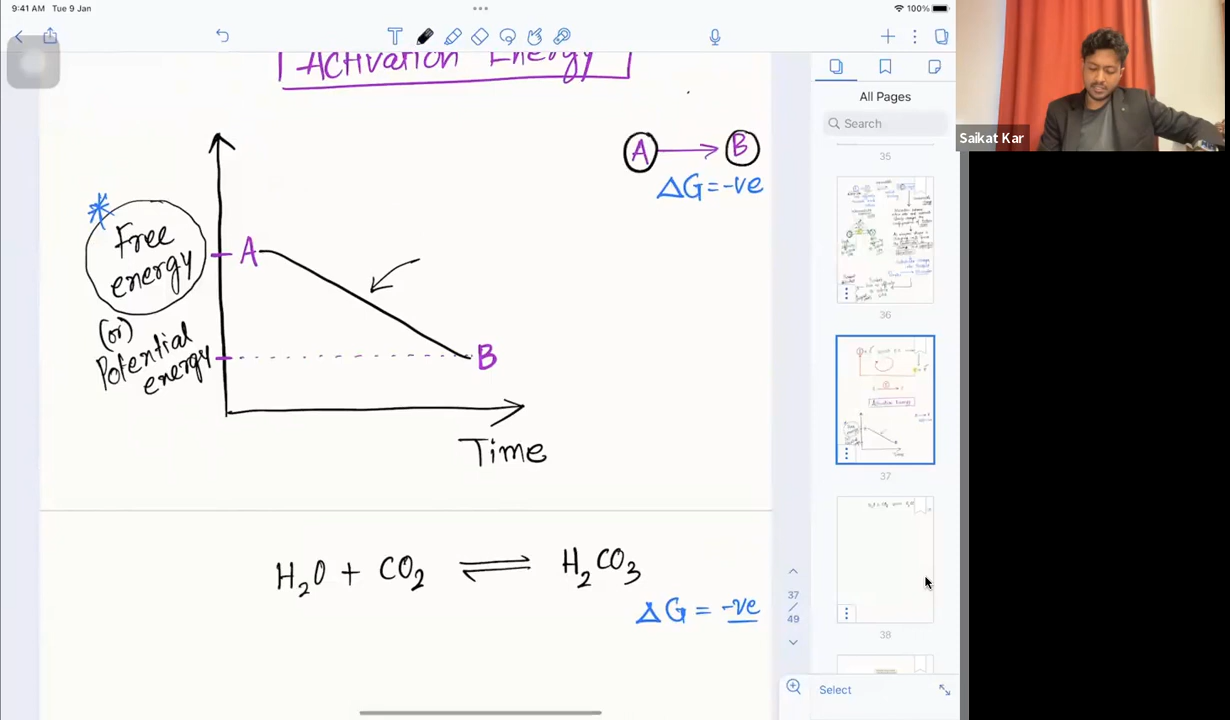 9:41 AM Tue 9 Jan
100%
Activation Energy
A → B
ΔG = -ve
*
Free
energy
(or)
Potential
energy
A
B
Time
H₂O + CO₂ ⇌ H₂CO₃
ΔG = -ve
37
/
49
All Pages
Search
35
36
37
38
Select
Saikat Kar